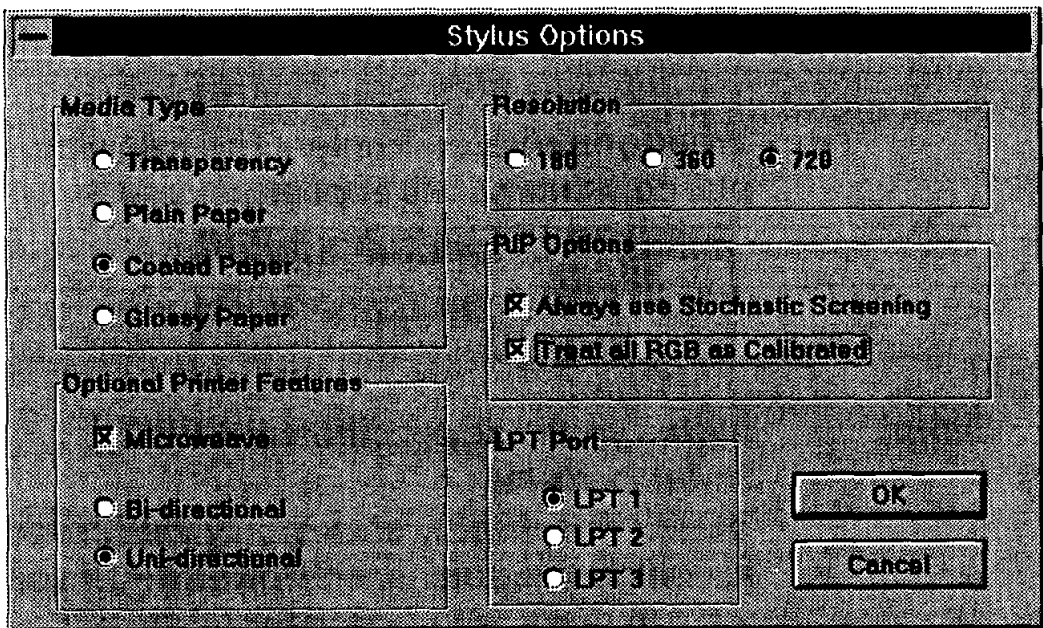 Stylus Options
Media Type
Transparency
Plain Paper
Coated Paper
Glossy Paper
Optional Printer Features
Microweave
Bi-directional
Uni-directional
Resolution
180 360 720
RIP Options
Always use Stochastic Screening
Treat all RGB as Calibrated
LPT Port
LPT 1
LPT 2
LPT 3
OK
Cancel